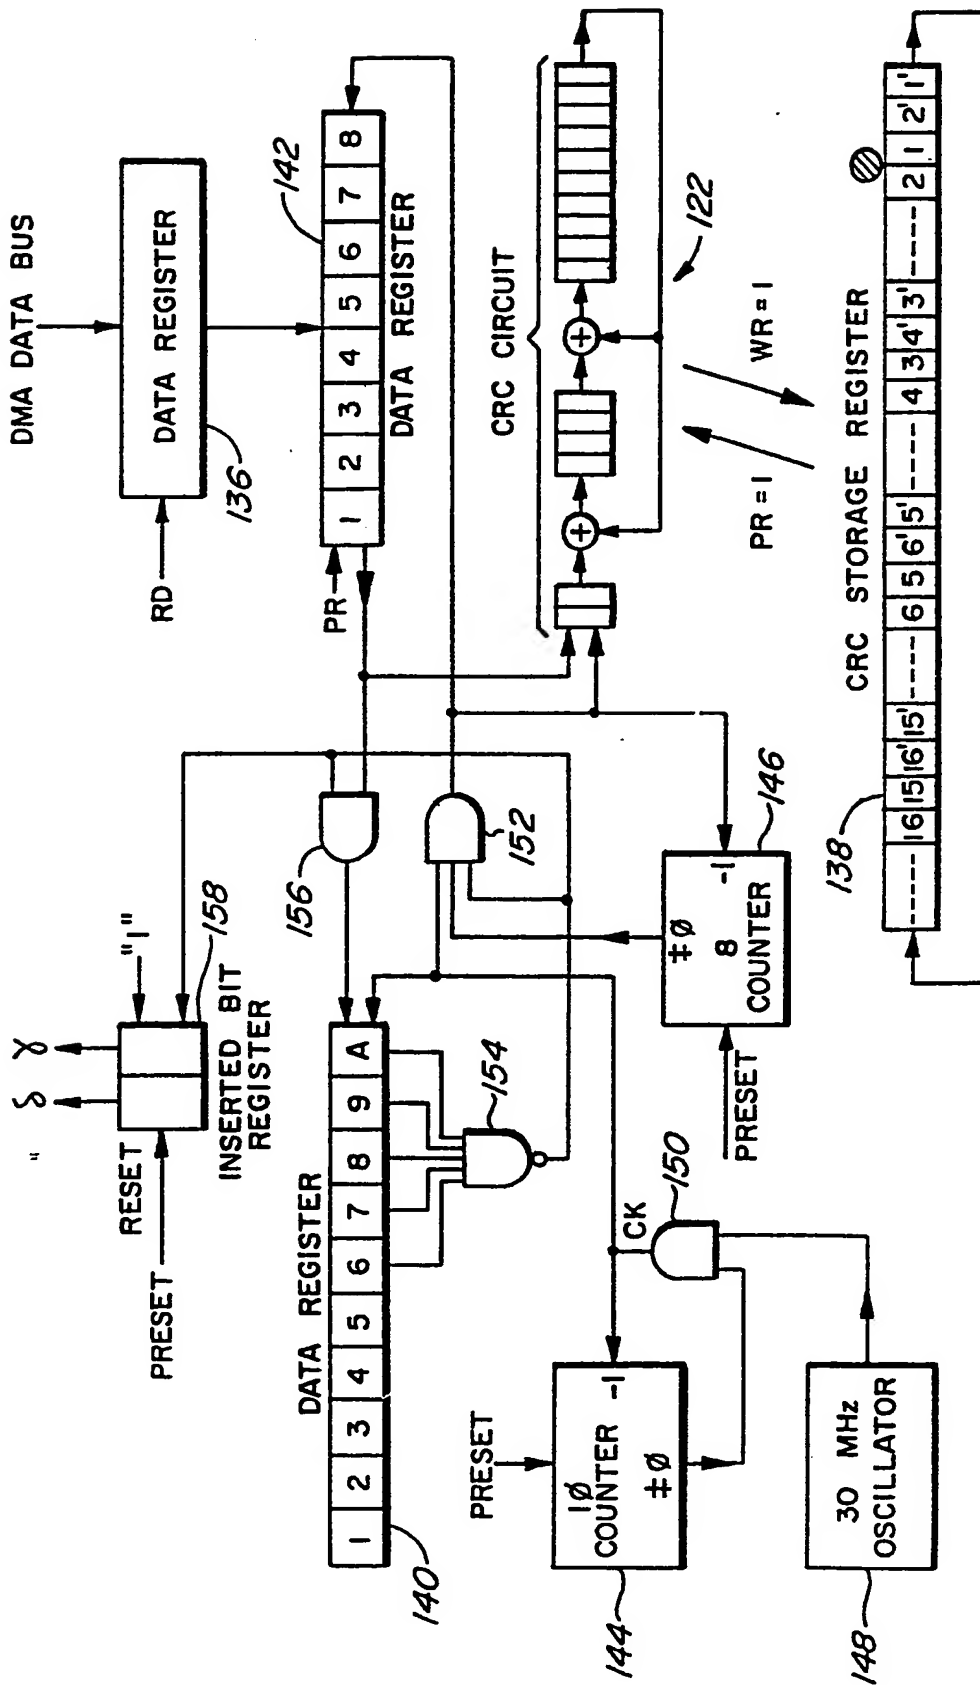 DMA DATA BUS
DATA REGISTER
136
RD
142
1 2 3 4 5 6 7 8
DATA REGISTER
PR
CRC CIRCUIT
+
+
122
PR = 1
WR = 1
CRC STORAGE REGISTER
138
----- 16 15 16' 15' ---- 6 5 6' 5' ---- 4 3 4' 3' ---- 2 1 2' 1'
δ γ
"1"
RESET
PRESET
158
INSERTED BIT
REGISTER
156
152
DATA REGISTER
1 2 3 4 5 6 7 8 9 A
140
154
PRESET
1Ø
COUNTER
-1
≠Ø
144
CK
150
30 MHz
OSCILLATOR
148
PRESET
≠Ø
8
COUNTER
-1
146